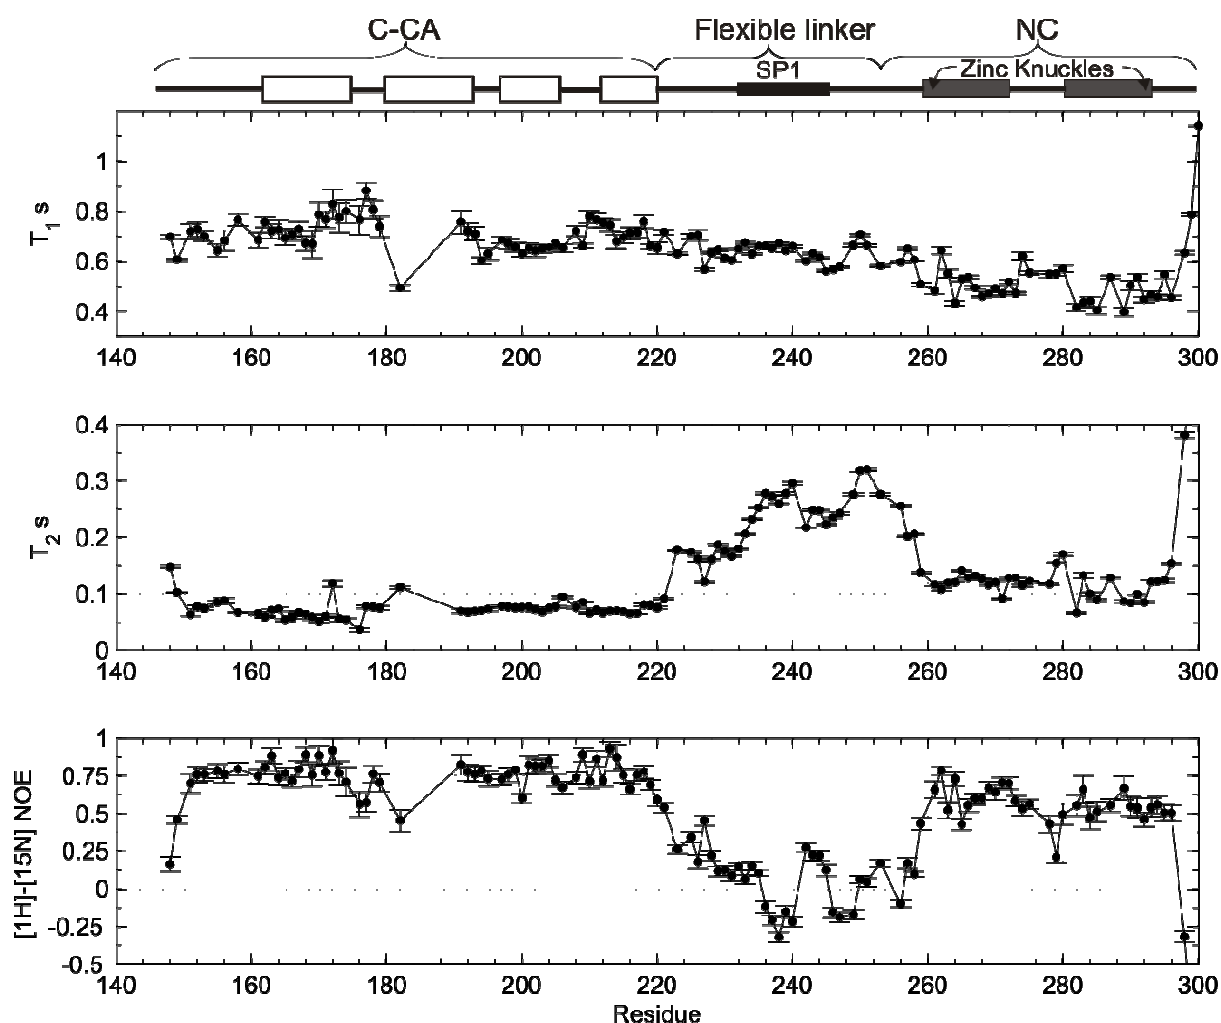 C-CA Flexible linker NC
SP1 Zinc Knuckles
1
0.8
0.6
0.4
T1 s
140 160 180 200 220 240 260 280 300
0.4
0.3
0.2
0.1
0
T2 s
140 160 180 200 220 240 260 280 300
1
0.75
0.5
0.25
0
-0.25
-0.5
[1H]-[15N] NOE
140 160 180 200 220 240 260 280 300
Residue